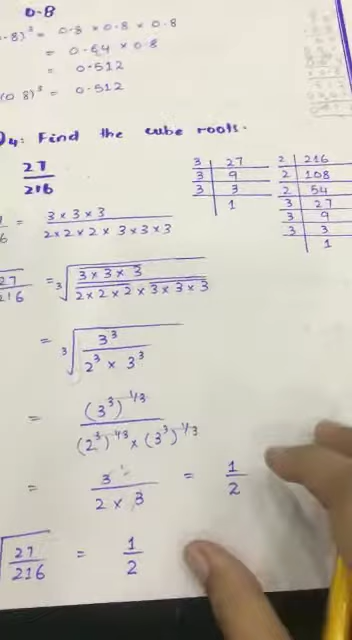 0.8
0.8)³ = 0.8 × 0.8 × 0.8
= 0.64 × 0.8
= 0.512
(0.8)³ = 0.512
Q4: Find the cube roots.
27/216
3 | 27
3 | 9
3 | 3
1
2 | 216
2 | 108
2 | 54
3 | 27
3 | 9
3 | 3
1
= 3×3×3 / 2×2×2 × 3×3×3
27/216 = ³√(3×3×3 / 2×2×2×3×3×3)
= ³√(3³ / 2³ × 3³)
= (3³)^1/3 / (2³)^1/3 × (3³)^1/3
= 3 / 2 × 3 = 1/2
√27/216 = 1/2